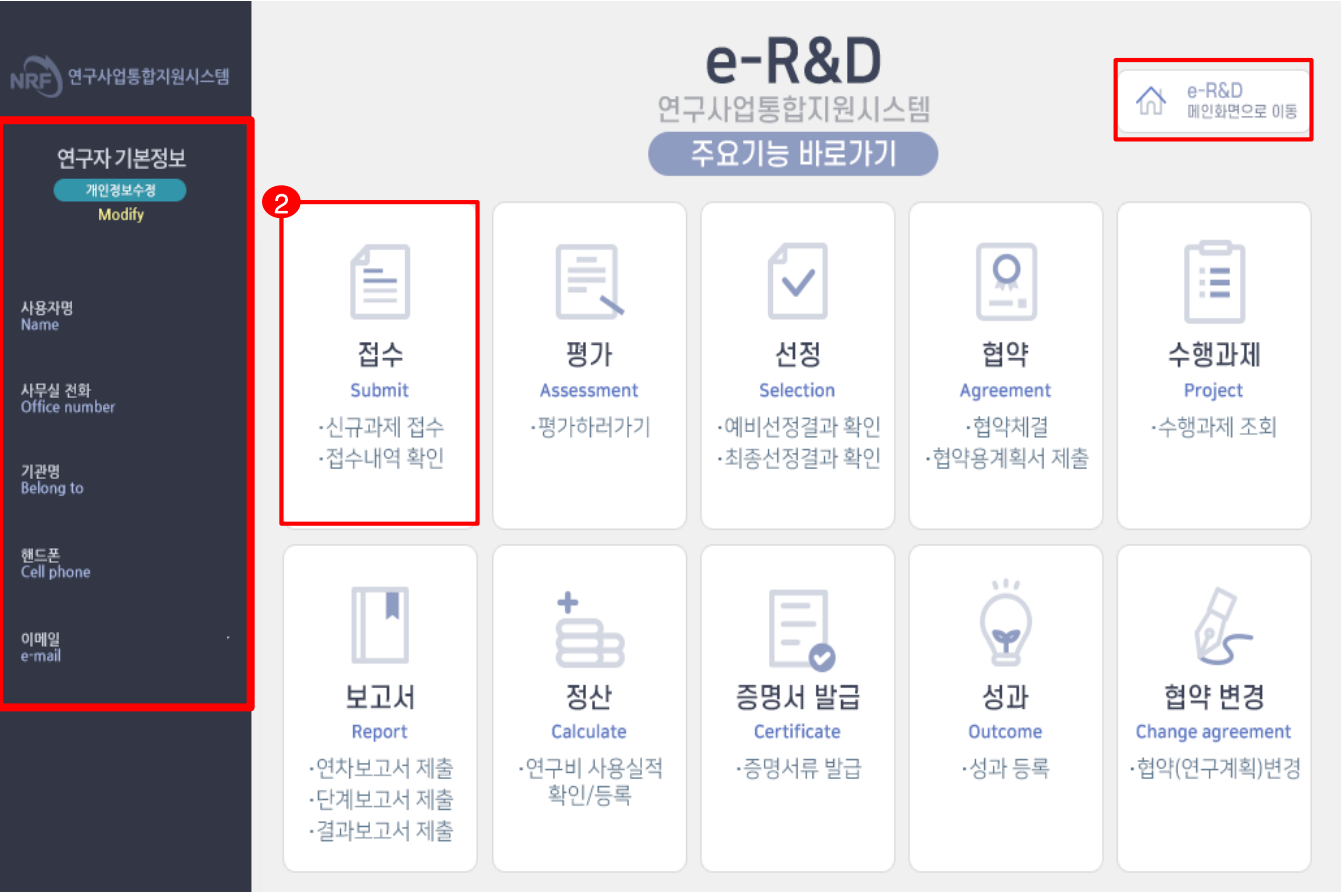 NRF 연구사업통합지원시스템
연구자 기본정보
개인정보수정
Modify
사용자명
Name
사무실 전화
Office number
기관명
Belong to
핸드폰
Cell phone
이메일
e-mail
e-R&D
연구사업통합지원시스템
주요기능 바로가기
e-R&D
메인화면으로 이동
2
접수
Submit
·신규과제 접수
·접수내역 확인
평가
Assessment
·평가하러가기
선정
Selection
·예비선정결과 확인
·최종선정결과 확인
협약
Agreement
·협약체결
·협약용계획서 제출
수행과제
Project
·수행과제 조회
보고서
Report
·연차보고서 제출
·단계보고서 제출
·결과보고서 제출
정산
Calculate
·연구비 사용실적
확인/등록
증명서 발급
Certificate
·증명서류 발급
성과
Outcome
·성과 등록
협약 변경
Change agreement
·협약(연구계획)변경